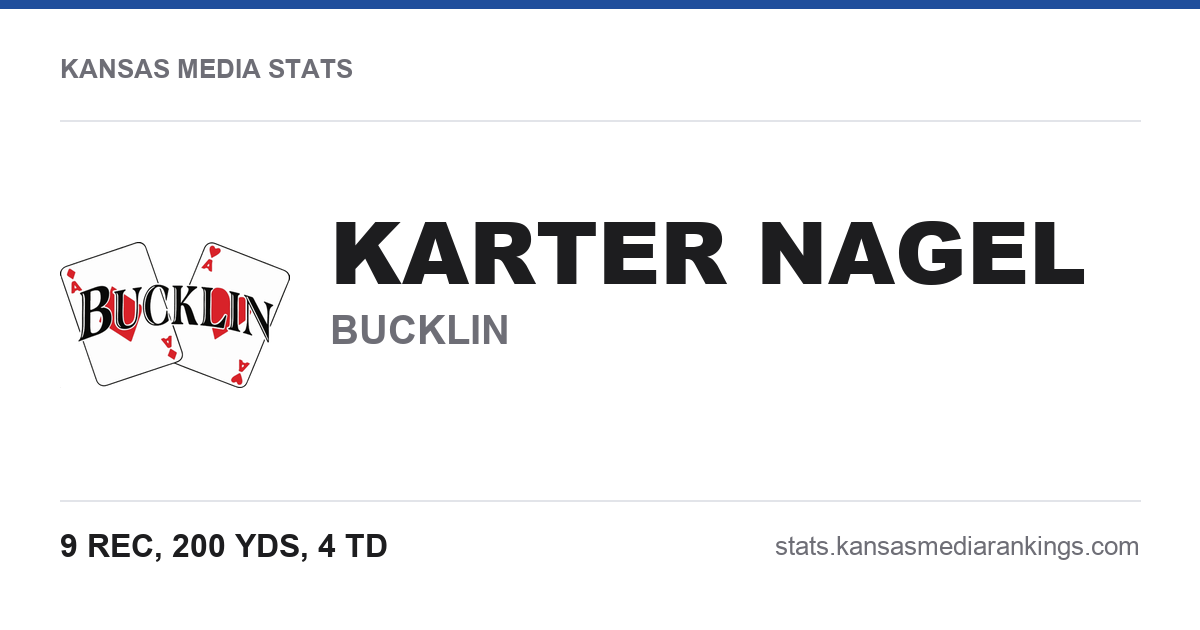 KANSAS MEDIA STATS
A
A
BUCKLIN
A
A
KARTER NAGEL
BUCKLIN
9 REC, 200 YDS, 4 TD
stats.kansasmediarankings.com